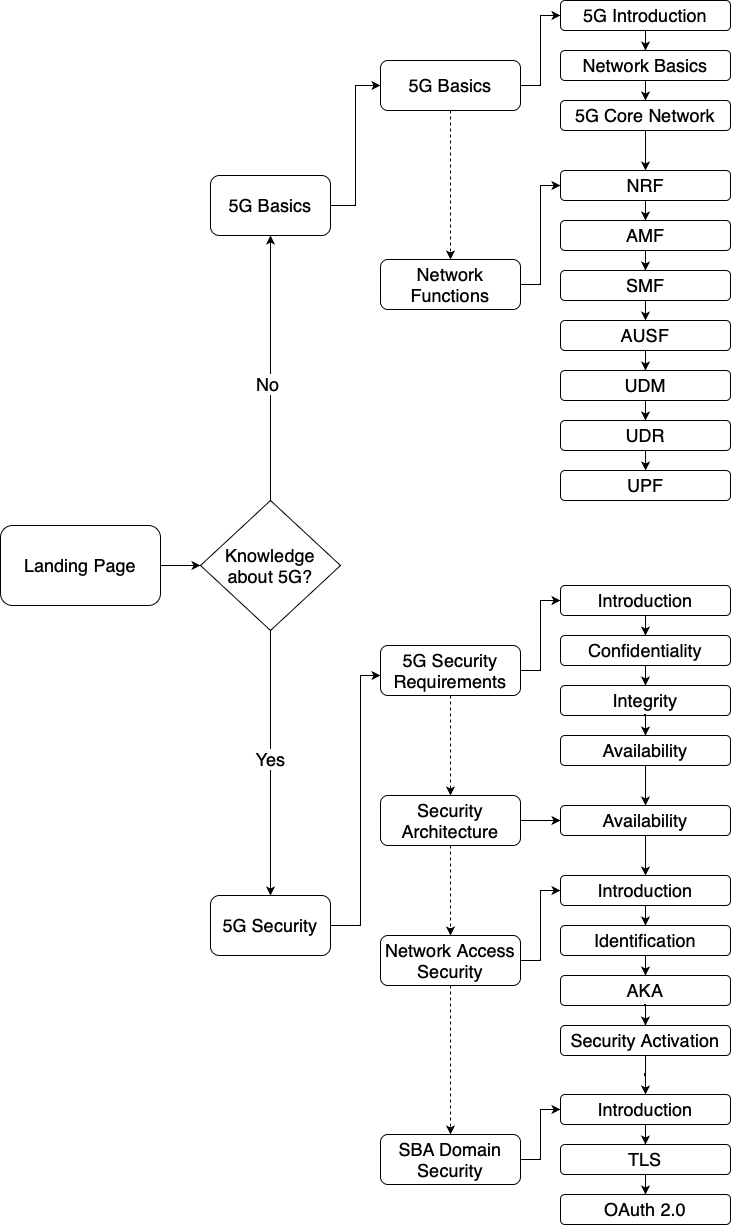 5G Introduction
Network Basics
5G Core Network
5G Basics
5G Basics
NRF
AMF
Network
Functions
SMF
AUSF
UDM
UDR
UPF
No
Landing Page
Knowledge
about 5G?
Yes
5G Security
5G Security
Requirements
Introduction
Confidentiality
Integrity
Availability
Security
Architecture
Availability
Network Access
Security
Introduction
Identification
AKA
Security Activation
SBA Domain
Security
Introduction
TLS
OAuth 2.0